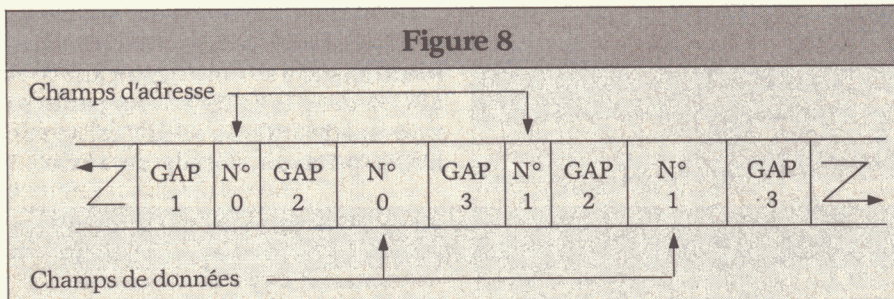 Figure 8
Champs d'adresse
GAP N° GAP N° GAP N° GAP N° GAP
1 0 2 0 3 1 2 1 3
Champs de données